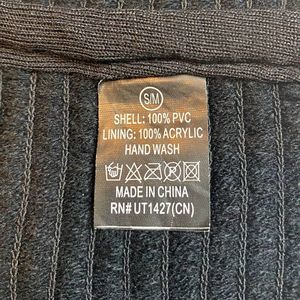 S/M
SHELL: 100% PVC
LINING: 100% ACRYLIC
HAND WASH
MADE IN CHINA
RN# UT1427(CN)